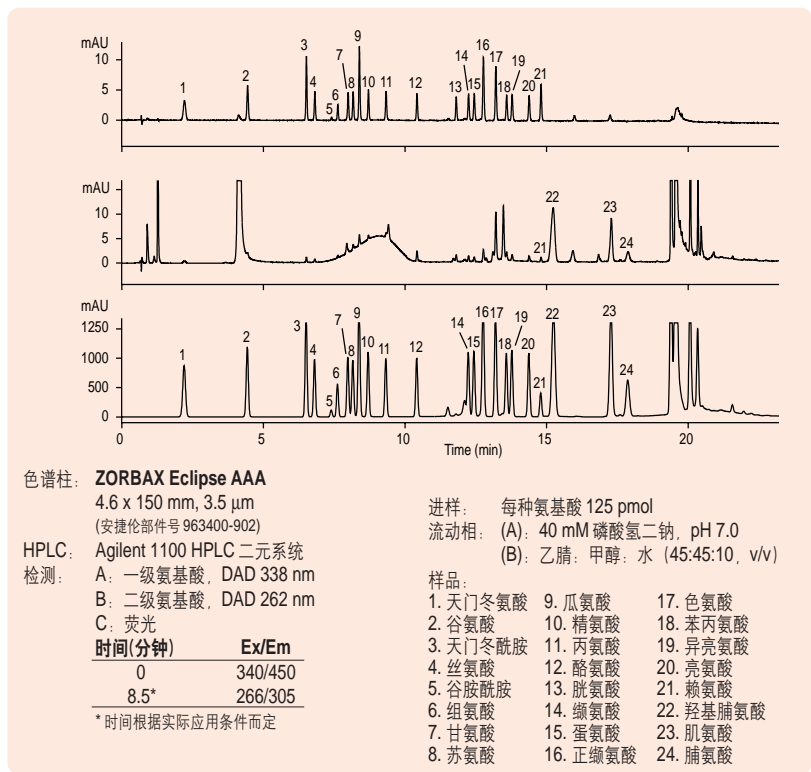 mAU
10
5
0
1
2
3
4
5
6
7
8
9
10
11
12
13
14
15
16
17
18
19
20
21
mAU
10
5
0
21
22
23
24
mAU
1250
1000
500
0
1
2
3
4
5
6
7
8
9
10
11
12
14
15
16
17
18
19
20
21
22
23
24
0
5
10
15
20
Time (min)
色谱柱: ZORBAX Eclipse AAA
4.6 x 150 mm, 3.5 μm
(安捷伦部件号 963400-902)
HPLC: Agilent 1100 HPLC 二元系统
检测: A: 一级氨基酸, DAD 338 nm
B: 二级氨基酸, DAD 262 nm
C: 荧光
时间(分钟) Ex/Em
0 340/450
8.5* 266/305
* 时间根据实际应用条件而定
进样: 每种氨基酸 125 pmol
流动相: (A): 40 mM 磷酸氢二钠, pH 7.0
(B): 乙腈: 甲醇: 水 (45:45:10, v/v)
样品:
1. 天门冬氨酸 9. 瓜氨酸 17. 色氨酸
2. 谷氨酸 10. 精氨酸 18. 苯丙氨酸
3. 天门冬酰胺 11. 丙氨酸 19. 异亮氨酸
4. 丝氨酸 12. 酪氨酸 20. 亮氨酸
5. 谷胺酰胺 13. 胱氨酸 21. 赖氨酸
6. 组氨酸 14. 缬氨酸 22. 羟基脯氨酸
7. 甘氨酸 15. 蛋氨酸 23. 肌氨酸
8. 苏氨酸 16. 正缬氨酸 24. 脯氨酸